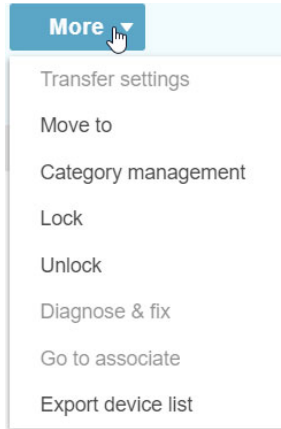 More
Transfer settings
Move to
Category management
Lock
Unlock
Diagnose & fix
Go to associate
Export device list